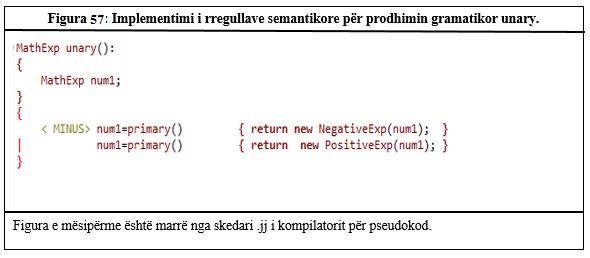 Figura 57: Implementimi i rregullave semantikore për prodhimin gramatikor unary.
MathExp unary():
{
MathExp num1;
}
{
< MINUS> num1=primary() { return new NegativeExp(num1); }
| num1=primary() { return new PositiveExp(num1); }
}
Figura e mësipërme është marrë nga skedari .jj i kompilatorit për pseudokod.